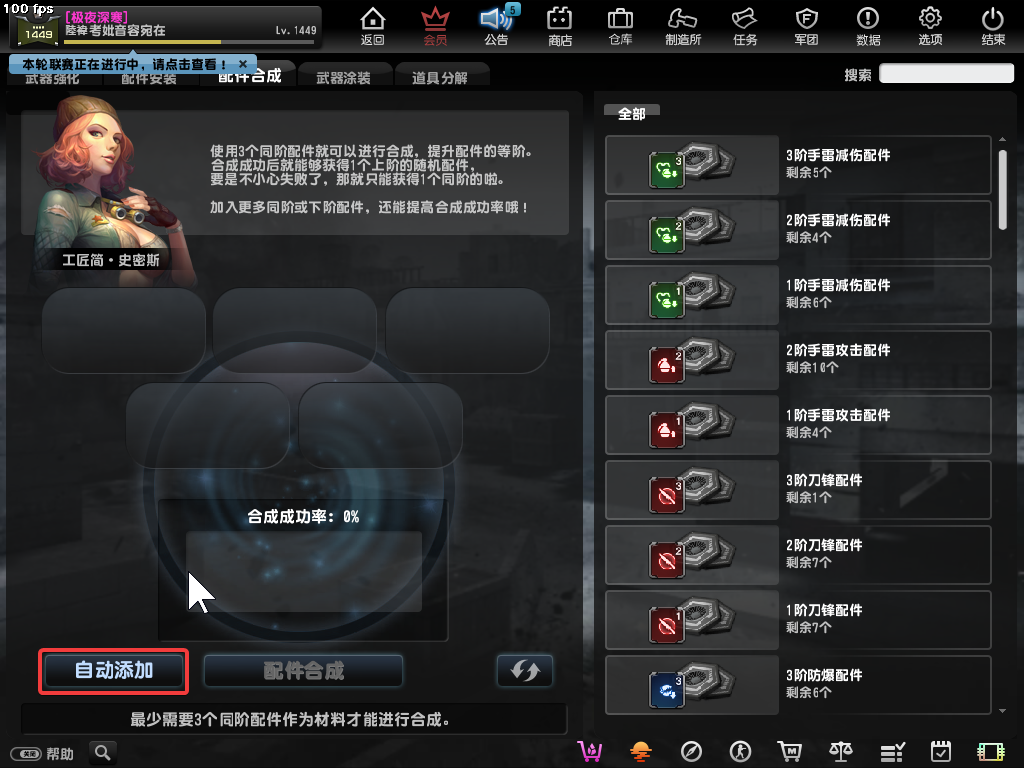 100 fps
[极夜深寒]
陸褘老妣音容宛在
1449
Lv. 1449
返回
会员
公告
5
商店
仓库
制造所
任务
军团
数据
选项
结束
本轮联赛正在进行中，请点击查看！ ×
武器强化
配件安装
配件合成
武器涂装
道具分解
搜索
使用3个同阶配件就可以进行合成，提升配件的等阶。
合成成功后就能够获得1个上阶的随机配件，
要是不小心失败了，那就只能获得1个同阶的啦。
加入更多同阶或下阶配件，还能提高合成成功率哦！
工匠简·史密斯
合成成功率: 0%
自动添加
配件合成
最少需要3个同阶配件作为材料才能进行合成。
帮助
全部
3
3阶手雷减伤配件
剩余5个
2
2阶手雷减伤配件
剩余4个
1
1阶手雷减伤配件
剩余6个
2
2阶手雷攻击配件
剩余10个
1
1阶手雷攻击配件
剩余4个
3
3阶刀锋配件
剩余1个
2
2阶刀锋配件
剩余7个
1
1阶刀锋配件
剩余7个
3
3阶防爆配件
剩余6个